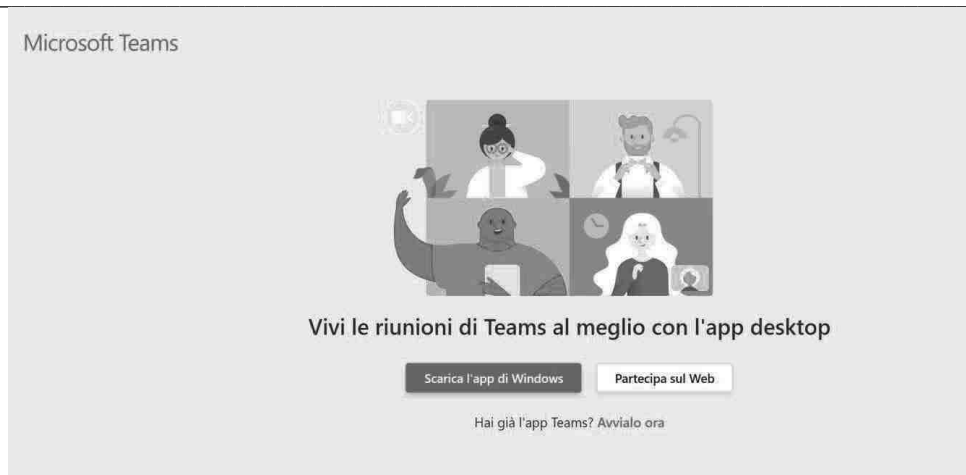 Microsoft Teams
Vivi le riunioni di Teams al meglio con l'app desktop
Scarica l'app di Windows
Partecipa sul Web
Hai già l'app Teams? Avvialo ora